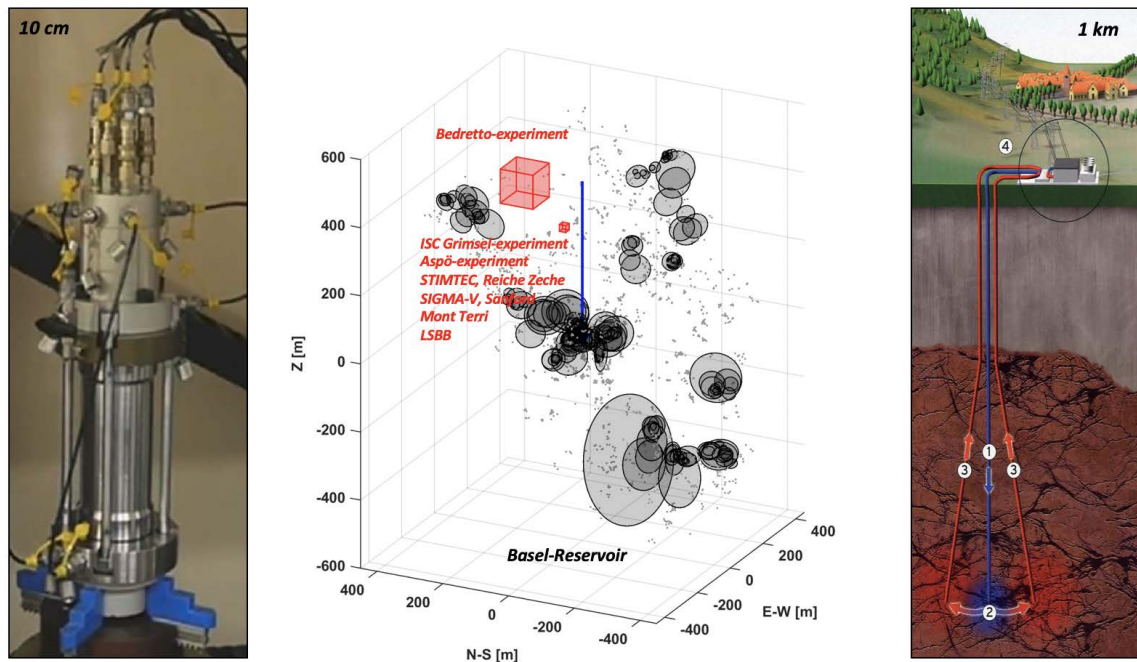 10 cm
Bedretto-experiment
ISC Grimsel-experiment
Aspö-experiment
STIMTEC, Reiche Zeche
SIGMA-V, Sanford
Mont Terri
LSBB
600
400
200
0
-200
-400
-600
Z [m]
400
200
0
-200
-400
N-S [m]
400
200
0
-200
-400
E-W [m]
Basel-Reservoir
1 km
4
1
3
3
2